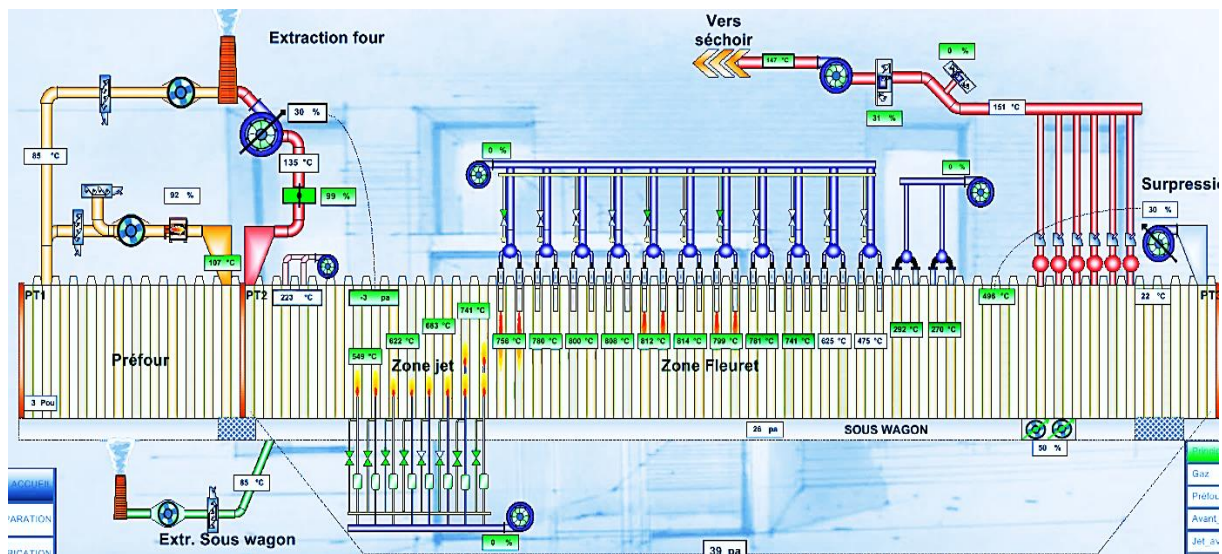 Extraction four
Vers
séchoir
0 %
147 °C
30 %
151 °C
31 %
85 °C
135 °C
0 %
0 %
Surpressio
92 %
99 %
30 %
107 °C
PT1
PT2
223 °C
-3 pa
741 °C
496 °C
22 °C
683 °C
622 °C
549 °C
756 °C
780 °C
800 °C
808 °C
812 °C
814 °C
799 °C
781 °C
741 °C
625 °C
475 °C
292 °C
270 °C
Préfour
Zone jet
Zone Fleuret
3 Pou
26 pa
SOUS WAGON
50 %
ACCUEIL
85 °C
Gaz
Préfou
PARATION
Avant_
Extr. Sous wagon
0 %
Jet_av
BRICATION
39 pa